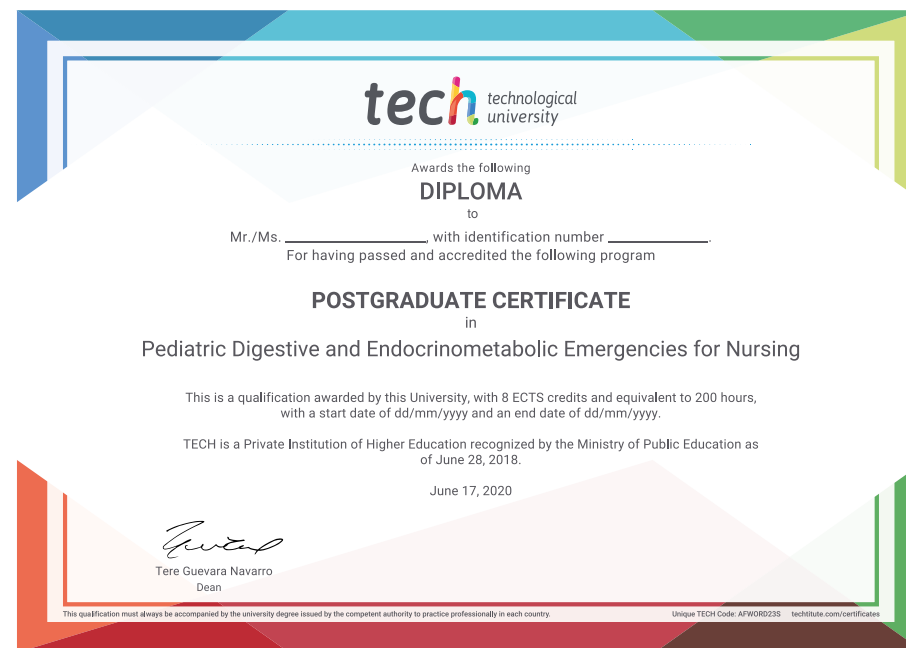 tech technological
university
Awards the following
DIPLOMA
to
Mr./Ms. ____________, with identification number ____________.
For having passed and accredited the following program
POSTGRADUATE CERTIFICATE
in
Pediatric Digestive and Endocrinometabolic Emergencies for Nursing
This is a qualification awarded by this University, with 8 ECTS credits and equivalent to 200 hours,
with a start date of dd/mm/yyyy and an end date of dd/mm/yyyy.
TECH is a Private Institution of Higher Education recognized by the Ministry of Public Education as
of June 28, 2018.
June 17, 2020
Tere Guevara Navarro
Dean
This qualification must always be accompanied by the university degree issued by the competent authority to practice professionally in each country. Unique TECH Code: AFWORD23S techtitute.com/certificates